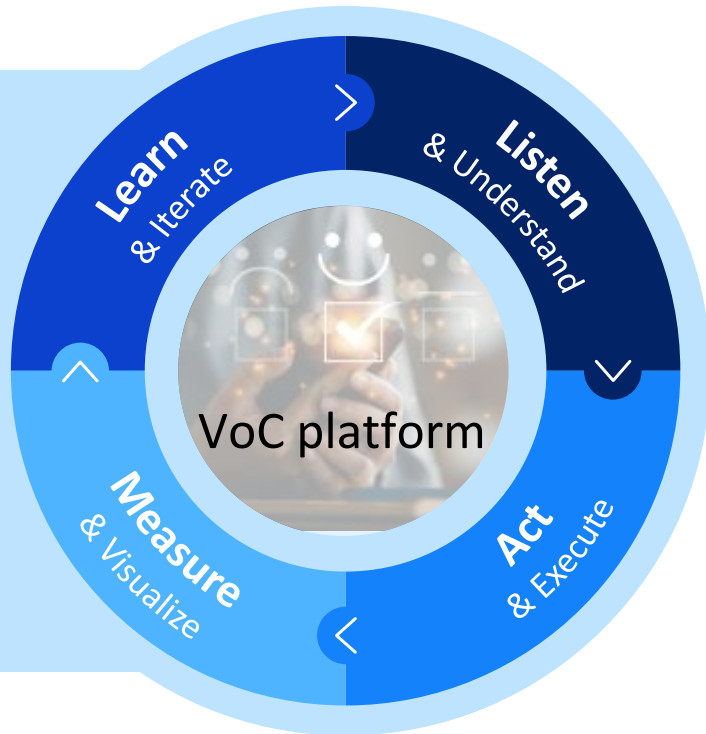 Listen
& Understand
Act
& Execute
Measure
& Visualize
Learn
& Iterate
VoC platform